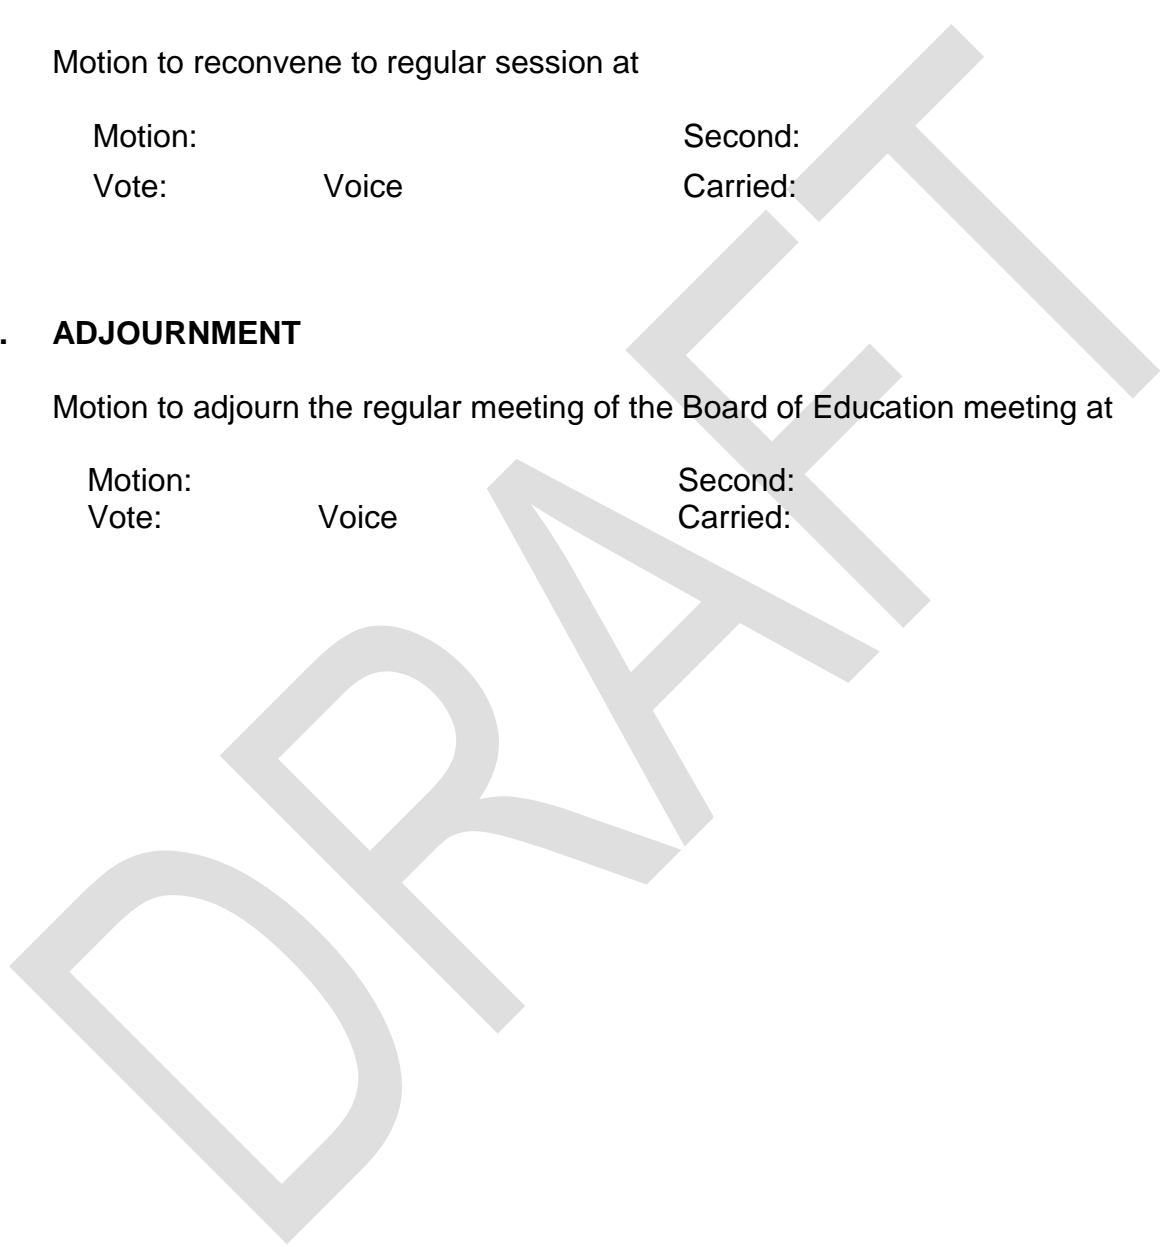 Motion to reconvene to regular session at
Motion: Second:
Vote: Voice Carried:
. ADJOURNMENT
Motion to adjourn the regular meeting of the Board of Education meeting at
Motion: Second:
Vote: Voice Carried:
DRAFT